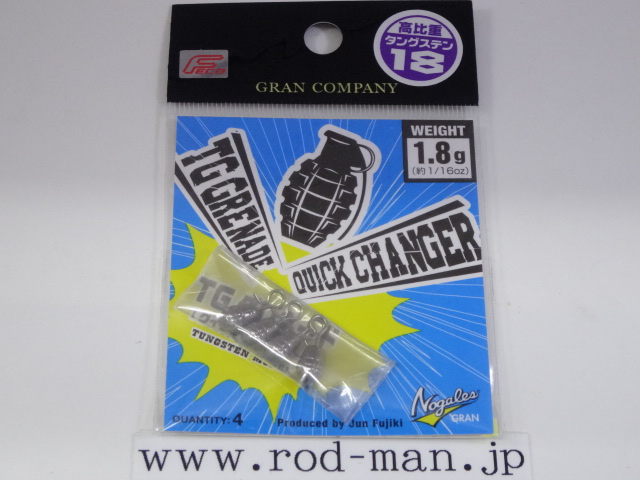 FECO
GRAN COMPANY
高比重
タングステン
18
WEIGHT
1.8g
(約1/16oz)
TG GRENADE
QUICK CHANGER
TUNGSTEN
QUANTITY:4
Produced by Jun Fujiki
Nogales
GRAN
www.rod-man.jp